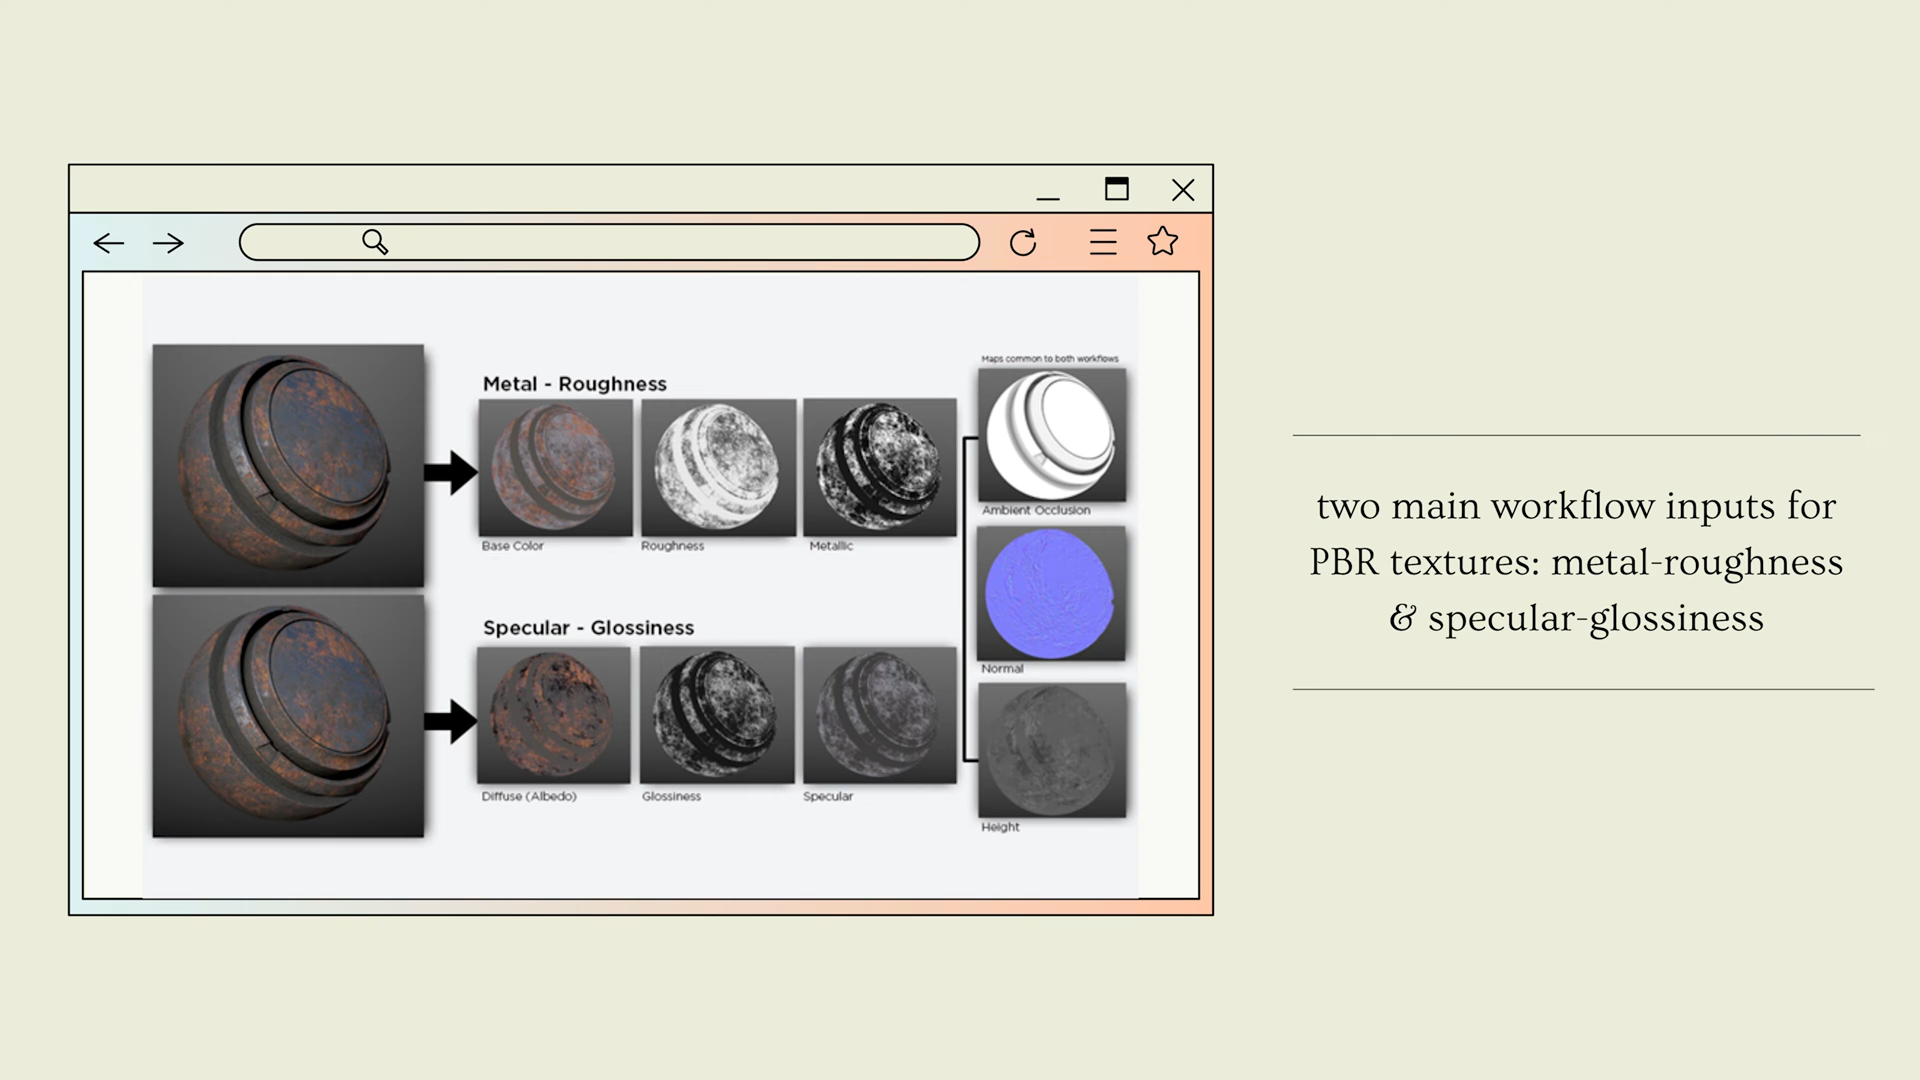 Maps common to both workflows
Metal - Roughness
Base Color
Roughness
Metallic
Ambient Occlusion
Specular - Glossiness
Diffuse (Albedo)
Glossiness
Specular
Normal
Height
two main workflow inputs for
PBR textures: metal-roughness
& specular-glossiness